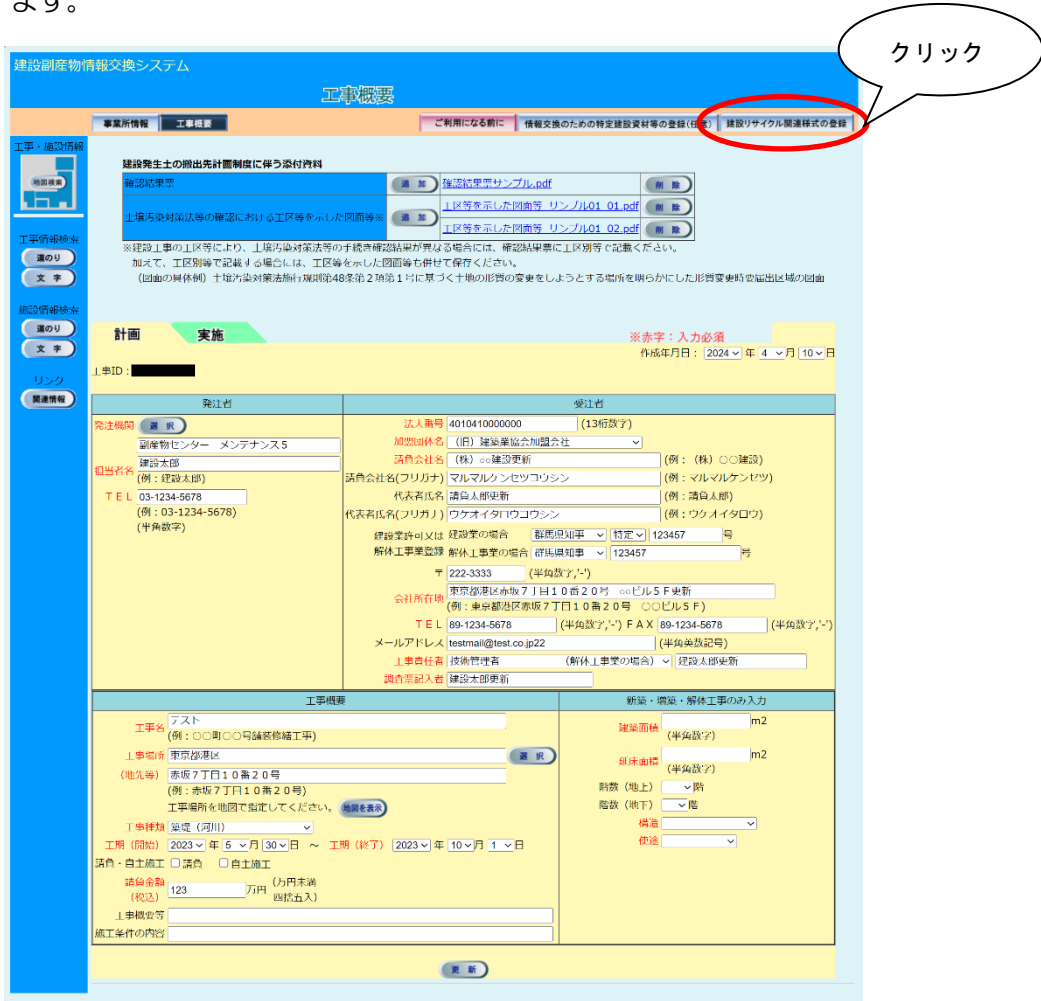 ます。
クリック
建設副産物情報交換システム
工事概要
事業所情報 工事概要 ご利用になる前に 情報交換のための特定建設資材等の登録(任意) 建設リサイクル関連様式の登録
工事・施設情報
地図検索
工事情報検索
道のり
文字
施設情報検索
道のり
文字
リンク
関連情報
建設発生土の搬出先計画制度に伴う添付資料
確認結果票 追加 確認結果票サンプル.pdf 削除
土壌汚染対策法等の確認における工区等を示した図面等※ 追加 工区等を示した図面等_サンプル01_01.pdf 削除
工区等を示した図面等_サンプル01_02.pdf 削除
※建設工事の工区等により、土壌汚染対策法等の手続き確認結果が異なる場合には、確認結果票に工区別等で記載ください。
加えて、工区別等で記載する場合には、工区等を示した図面等も併せて保存ください。
(図面の具体例)土壌汚染対策法施行規則第48条第2項第1号に基づく土地の形質の変更をしようとする場所を明らかにした形質変更時要届出区域の図面
計画 実施 ※赤字:入力必須
作成年月日: 2024 年 4 月 10 日
工事ID:
発注者 受注者
発注機関 選択
副産物センター メンテナンス5
担当者名 建設太郎
(例:建設太郎)
TEL 03-1234-5678
(例:03-1234-5678)
(半角数字)
法人番号 4010410000000 (13桁数字)
加盟団体名 (旧)建築業協会加盟会社
請負会社名 (株)○○建設更新 (例:(株)○○建設)
請負会社名(フリガナ) マルマルケンセツコウシン (例:マルマルケンセツ)
代表者氏名 請負太郎更新 (例:請負太郎)
代表者氏名(フリガナ) ウケオイタロウコウシン (例:ウケオイタロウ)
建設業許可又は 建設業の場合 群馬県知事 特定 123457 号
解体工事業登録 解体工事業の場合 群馬県知事 123457 号
〒 222-3333 (半角数字,'-')
会社所在地 東京都港区赤坂7丁目10番20号 ○○ビル5F更新
(例:東京都港区赤坂7丁目10番20号 ○○ビル5F)
TEL 89-1234-5678 (半角数字,'-') FAX 89-1234-5678 (半角数字,'-')
メールアドレス testmail@test.co.jp22 (半角英数記号)
工事責任者 技術管理者 (解体工事業の場合) 建設太郎更新
調査票記入者 建設太郎更新
工事概要 新築・増築・解体工事のみ入力
工事名 テスト
(例:○○町○○号舗装修繕工事)
工事場所 東京都港区 選択
(地先等) 赤坂7丁目10番20号
(例:赤坂7丁目10番20号)
工事場所を地図で指定してください。 地図を表示
工事種類 築堤(河川)
工期(開始) 2023 年 5 月 30 日 ~ 工期(終了) 2023 年 10 月 1 日
請負・自主施工 請負 自主施工
請負金額 (税込) 123 万円 (万円未満 四捨五入)
工事概要等
施工条件の内容
建築面積 m2
(半角数字)
延床面積 m2
(半角数字)
階数(地上) 階
階数(地下) 階
構造
使途
更新